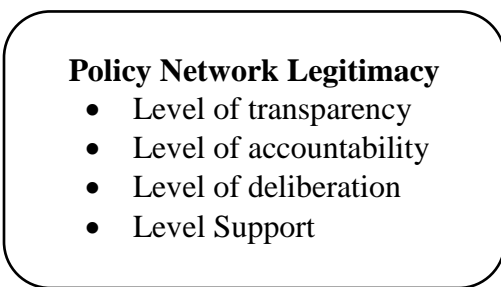 Policy Network Legitimacy
• Level of transparency
• Level of accountability
• Level of deliberation
• Level Support